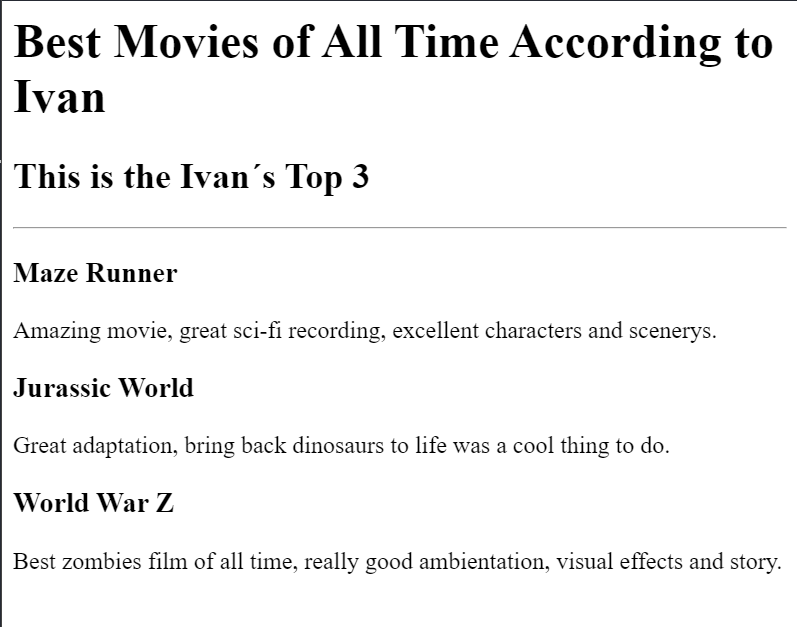 Best Movies of All Time According to
Ivan
This is the Ivan´s Top 3
Maze Runner
Amazing movie, great sci-fi recording, excellent characters and scenerys.
Jurassic World
Great adaptation, bring back dinosaurs to life was a cool thing to do.
World War Z
Best zombies film of all time, really good ambientation, visual effects and story.